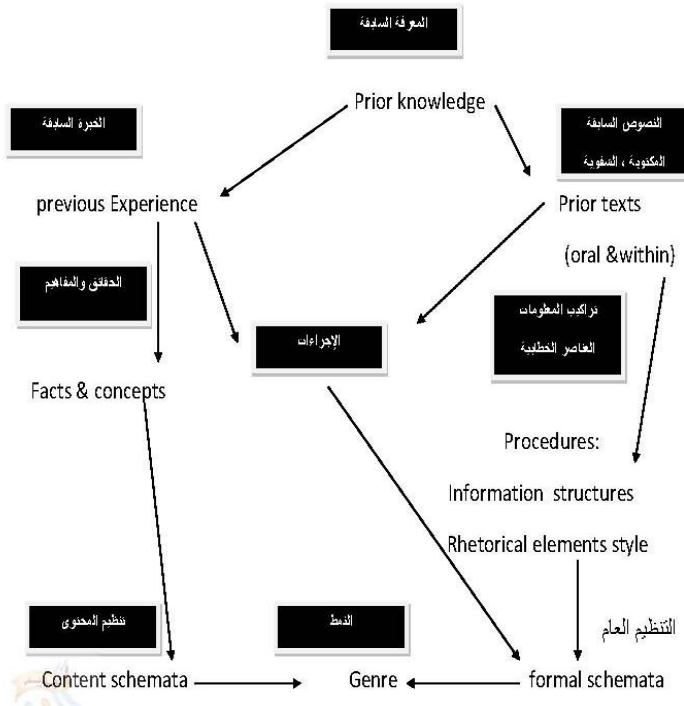 المعرفة السابقة
Prior knowledge
الخبرة السابقة
النصوص السابقة
المكتوبة ، الشفوية
previous Experience
Prior texts
(oral &within)
الحقائق والمفاهيم
تراكيب المعلومات
العناصر الخطابية
الإجراءات
Facts & concepts
Procedures:
Information structures
Rhetorical elements style
تنظيم المحتوى
النمط
التنظيم العام
Content schemata
Genre
formal schemata